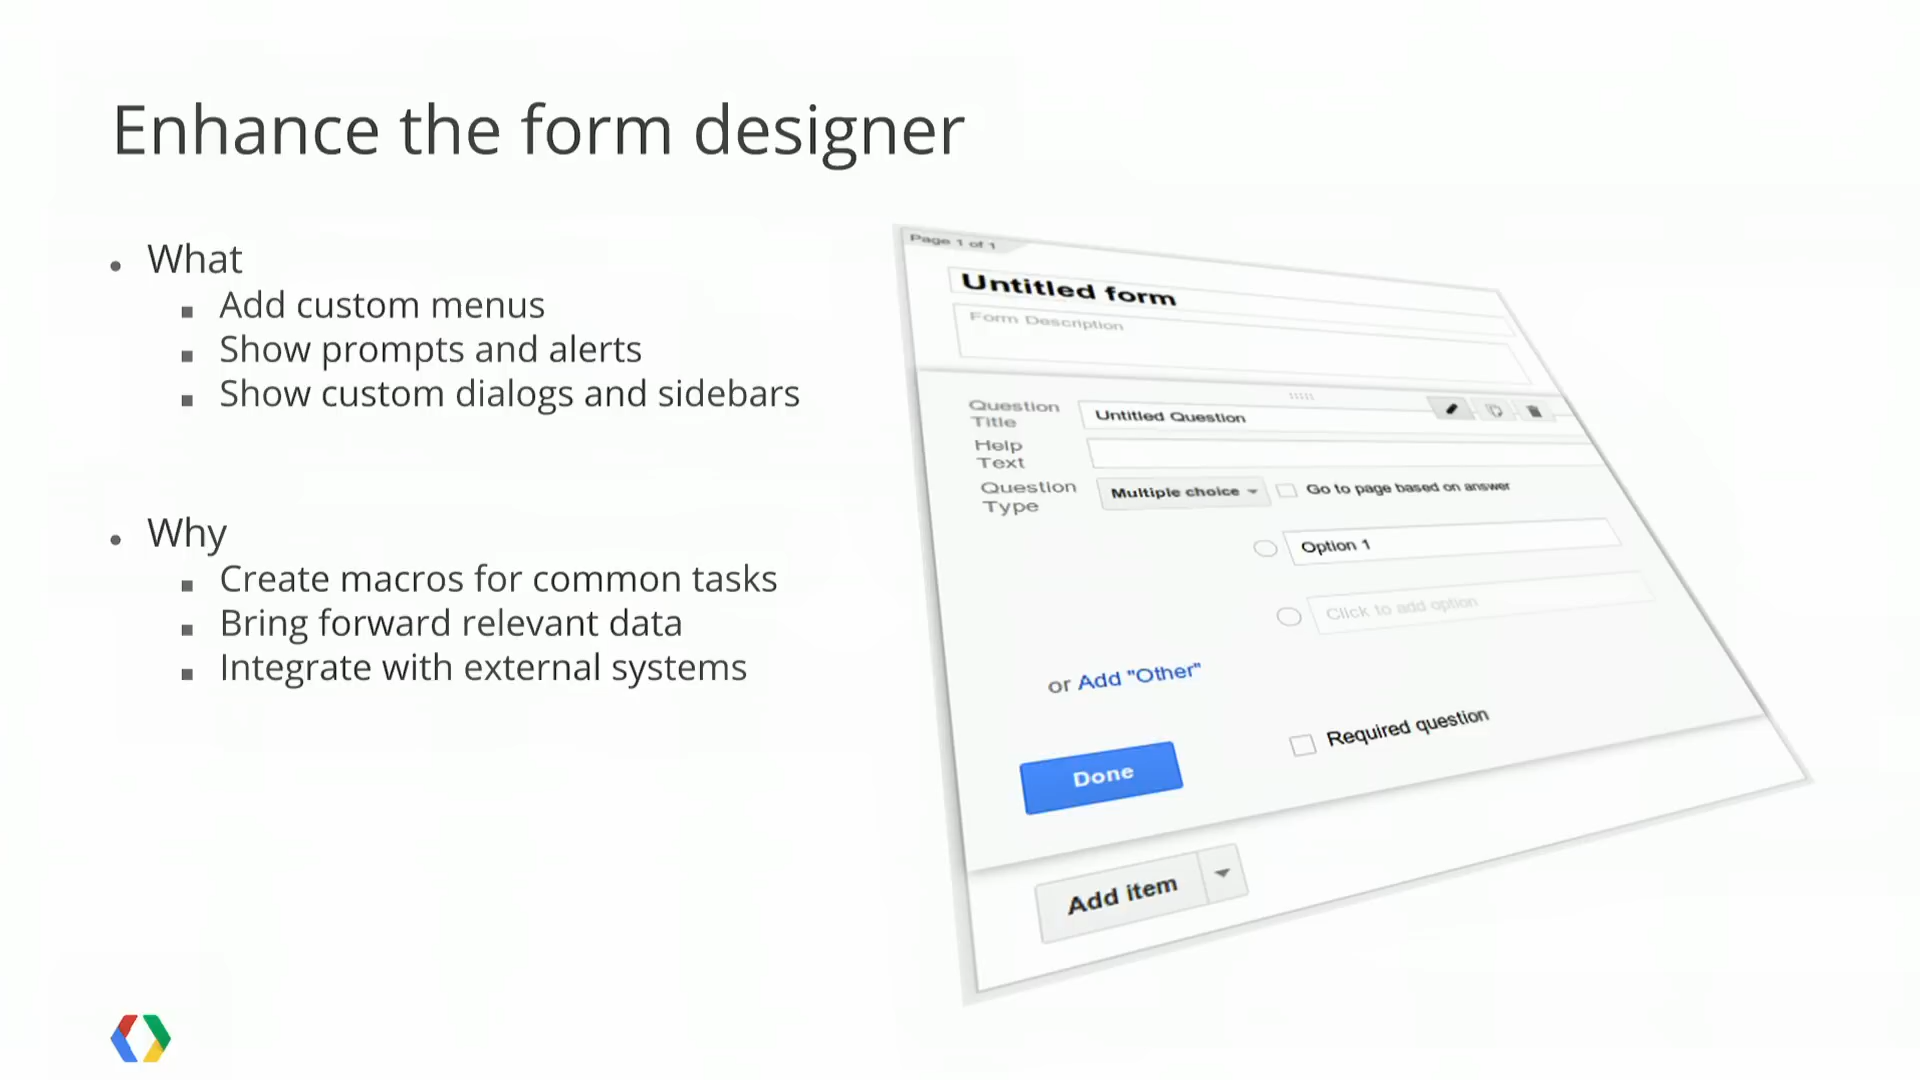 Enhance the form designer
What
Add custom menus
Show prompts and alerts
Show custom dialogs and sidebars
Why
Create macros for common tasks
Bring forward relevant data
Integrate with external systems
Page 1 of 1
Untitled form
Form Description
Question Title
Untitled Question
Help Text
Question Type
Multiple choice
Go to page based on answer
Option 1
Click to add option
or Add "Other"
Required question
Done
Add item